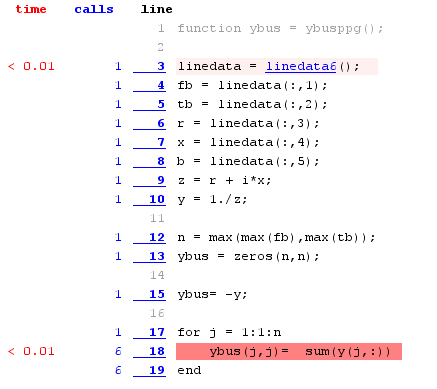 time calls line
1 function ybus = ybusppg();
2
< 0.01 1 3 linedata = linedata6();
1 4 fb = linedata(:,1);
1 5 tb = linedata(:,2);
1 6 r = linedata(:,3);
1 7 x = linedata(:,4);
1 8 b = linedata(:,5);
1 9 z = r + i*x;
1 10 y = 1./z;
11
1 12 n = max(max(fb),max(tb));
1 13 ybus = zeros(n,n);
14
1 15 ybus= -y;
16
1 17 for j = 1:1:n
< 0.01 6 18 ybus(j,j)= sum(y(j,:))
6 19 end